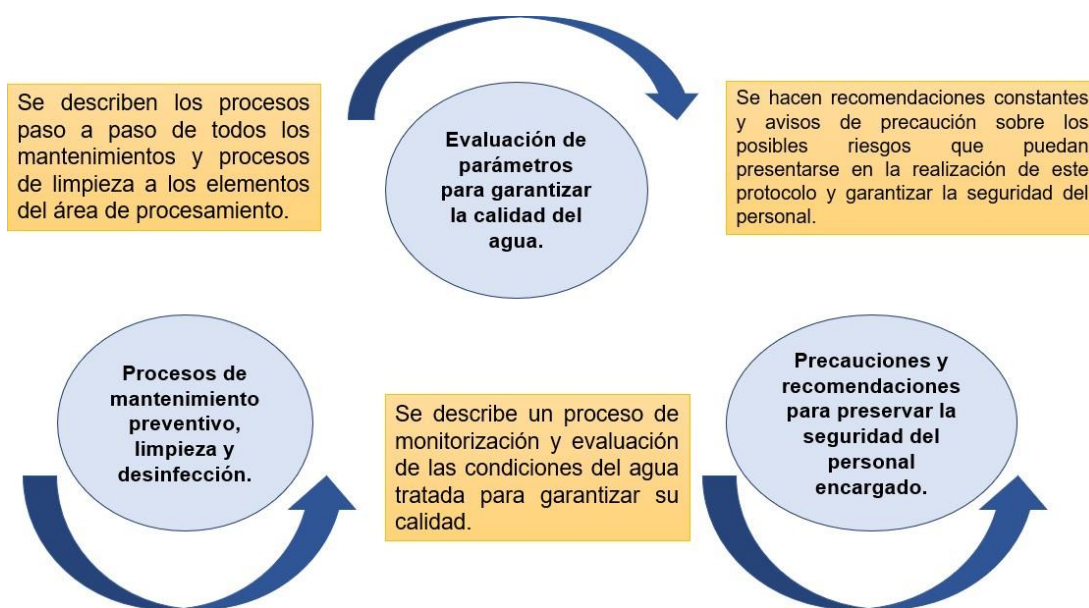 Se describen los procesos
paso a paso de todos los
mantenimientos y procesos
de limpieza a los elementos
del área de procesamiento.
Evaluación de
parámetros
para garantizar
la calidad del
agua.
Se hacen recomendaciones constantes
y avisos de precaución sobre los
posibles riesgos que puedan
presentarse en la realización de este
protocolo y garantizar la seguridad del
personal.
Procesos de
mantenimiento
preventivo,
limpieza y
desinfección.
Se describe un proceso de
monitorización y evaluación
de las condiciones del agua
tratada para garantizar su
calidad.
Precauciones y
recomendaciones
para preservar la
seguridad del
personal
encargado.